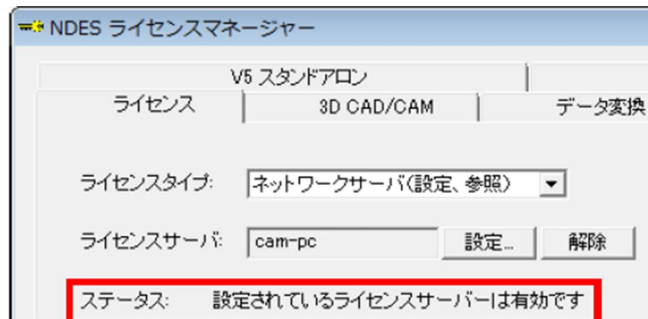 NDES ライセンスマネージャー
V5 スタンドアロン
ライセンス 3D CAD/CAM データ変換
ライセンスタイプ: ネットワークサーバ(設定、参照)
ライセンスサーバ: cam-pc 設定... 解除
ステータス: 設定されているライセンスサーバーは有効です